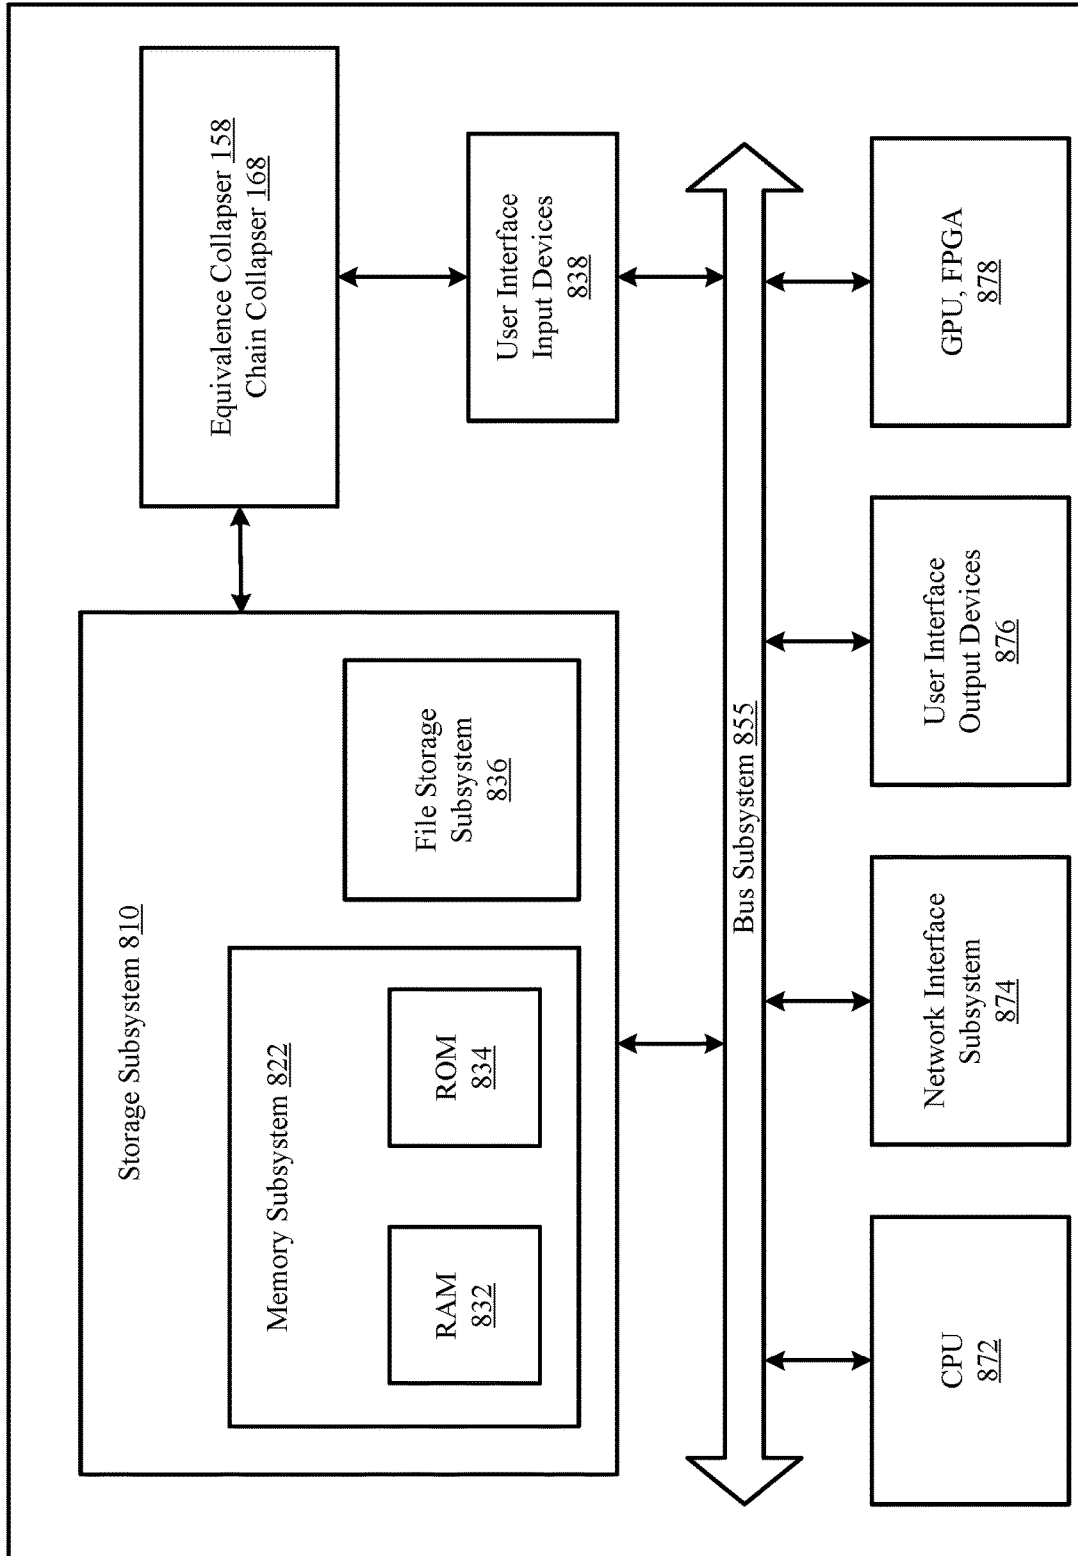 Storage Subsystem 810
Memory Subsystem 822
RAM
832
ROM
834
File Storage
Subsystem
836
Equivalence Collapser 158
Chain Collapser 168
User Interface
Input Devices
838
Bus Subsystem 855
CPU
872
Network Interface
Subsystem
874
User Interface
Output Devices
876
GPU, FPGA
878